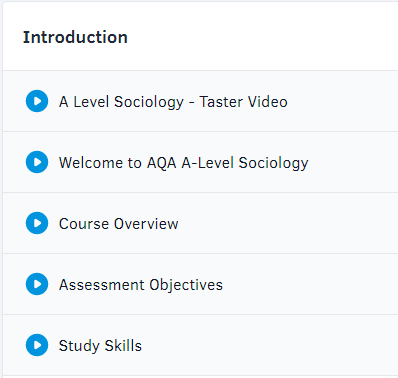 Introduction
A Level Sociology - Taster Video
Welcome to AQA A-Level Sociology
Course Overview
Assessment Objectives
Study Skills